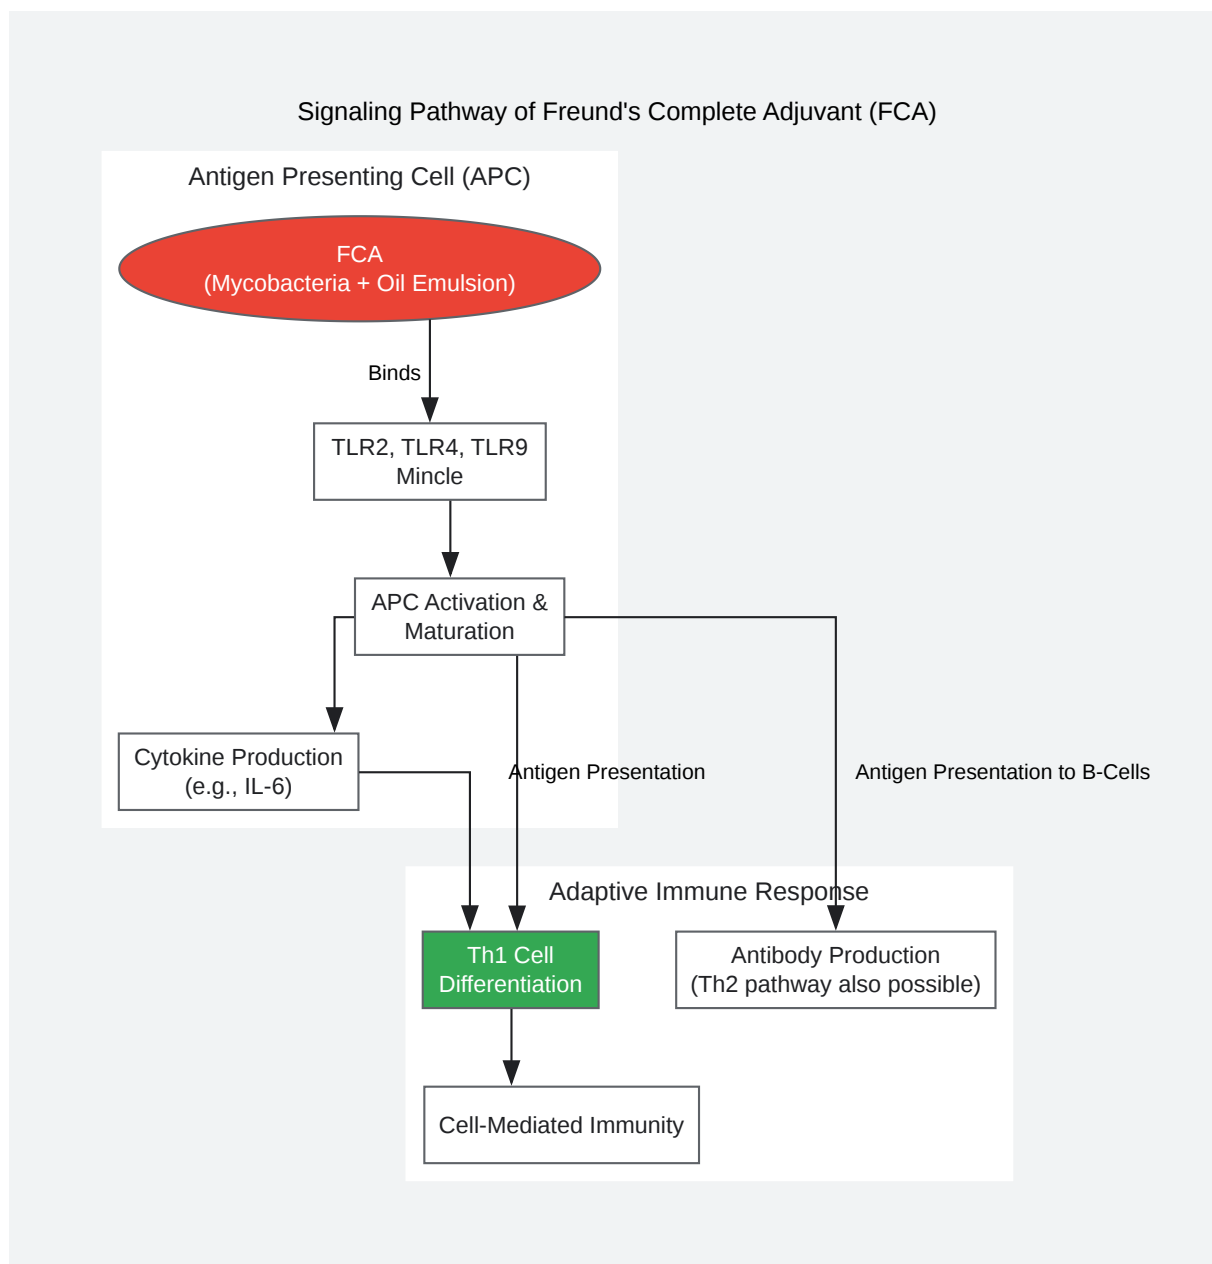 Signaling Pathway of Freund's Complete Adjuvant (FCA)
Antigen Presenting Cell (APC)
FCA
(Mycobacteria + Oil Emulsion)
Binds
TLR2, TLR4, TLR9
Mincle
APC Activation &
Maturation
Cytokine Production
(e.g., IL-6)
Antigen Presentation
Antigen Presentation to B-Cells
Adaptive Immune Response
Th1 Cell
Differentiation
Antibody Production
(Th2 pathway also possible)
Cell-Mediated Immunity